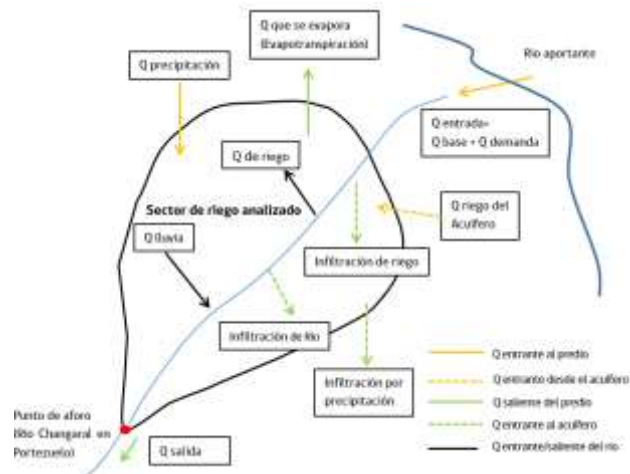 Q que se evapora
(Evapotranspiración)
Q precipitación
Río aportante
Q entrada=
Q base + Q demanda
Q de riego
Sector de riego analizado
Q riego del
Acuífero
Q lluvia
Infiltración de riego
Infiltración de Río
Infiltración por
precipitación
Punto de aforo
(Río Changaral en
Portezuelo)
Q salida
Q entrante al predio
Q entrante desde el acuífero
Q saliente del predio
Q entrante al acuífero
Q entrante/saliente del río